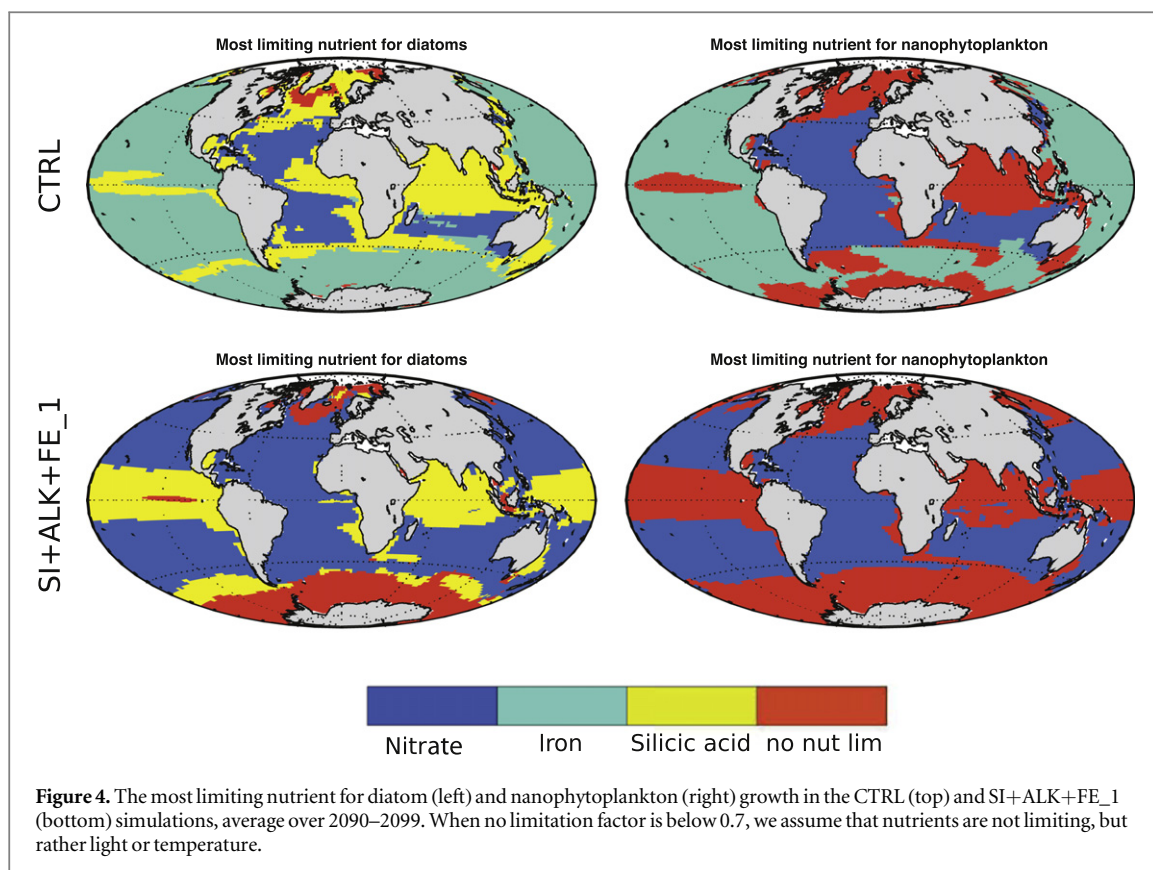 Most limiting nutrient for diatoms
Most limiting nutrient for nanophytoplankton
CTRL
Most limiting nutrient for diatoms
Most limiting nutrient for nanophytoplankton
SI+ALK+FE_1
Nitrate
Iron
Silicic acid
no nut lim
Figure 4. The most limiting nutrient for diatom (left) and nanophytoplankton (right) growth in the CTRL (top) and SI+ALK+FE_1
(bottom) simulations, average over 2090–2099. When no limitation factor is below 0.7, we assume that nutrients are not limiting, but
rather light or temperature.